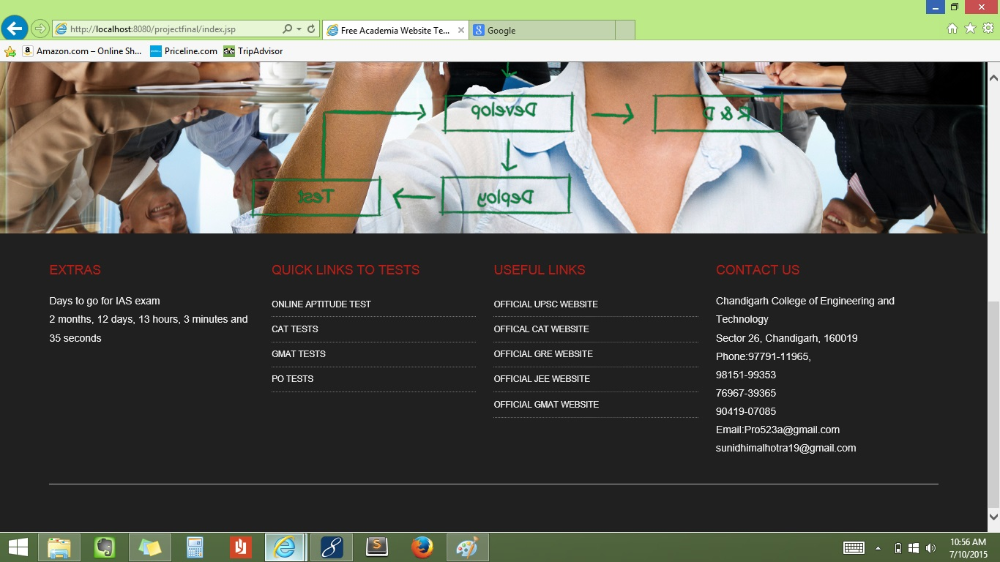 http://localhost:8080/projectfinal/index.jsp
Free Academia Website Te...
Google
Amazon.com – Online Sh...
Priceline.com
TripAdvisor
Develop
R & D
Test
Deploy
EXTRAS
Days to go for IAS exam
2 months, 12 days, 13 hours, 3 minutes and
35 seconds
QUICK LINKS TO TESTS
ONLINE APTITUDE TEST
CAT TESTS
GMAT TESTS
PO TESTS
USEFUL LINKS
OFFICIAL UPSC WEBSITE
OFFICAL CAT WEBSITE
OFFICIAL GRE WEBSITE
OFFICIAL JEE WEBSITE
OFFICIAL GMAT WEBSITE
CONTACT US
Chandigarh College of Engineering and
Technology
Sector 26, Chandigarh, 160019
Phone:97791-11965,
98151-99353
76967-39365
90419-07085
Email:Pro523a@gmail.com
sunidhimalhotra19@gmail.com
10:56 AM
7/10/2015